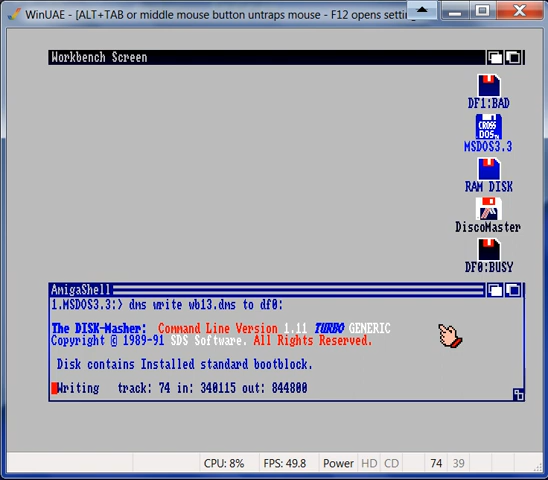 WinUAE - [ALT+TAB or middle mouse button untraps mouse - F12 opens settin
Workbench Screen
DF1:BAD
CROSS
DOS
MSDOS3.3
RAM DISK
DiscoMaster
DF0:BUSY
AmigaShell
1.MSDOS3.3:> dms write wb13.dms to df0:
The DISK-Masher: Command Line Version 1.11 TURBO GENERIC
Copyright © 1989-91 SDS Software. All Rights Reserved.
Disk contains Installed standard bootblock.
Writing track: 74 in: 340115 out: 844800
CPU: 8% FPS: 49.8 Power HD CD 74 39